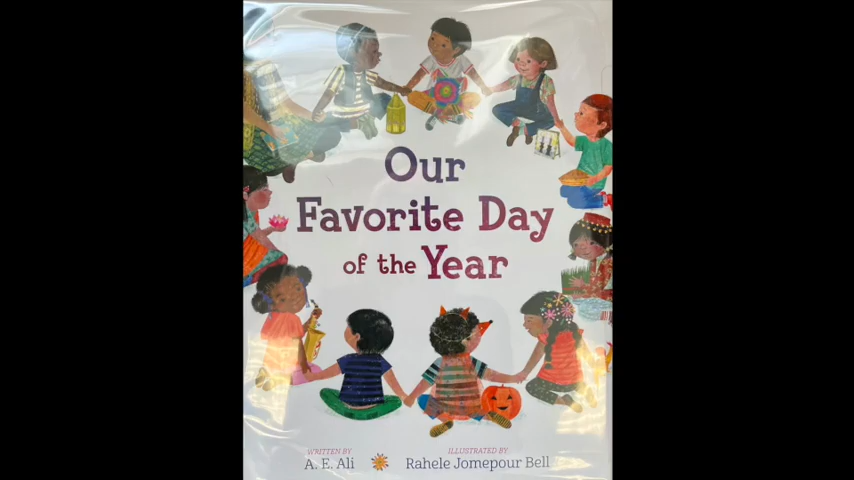 Our
Favorite Day
of the Year
WRITTEN BY
A. E. Ali
ILLUSTRATED BY
Rahele Jomepour Bell